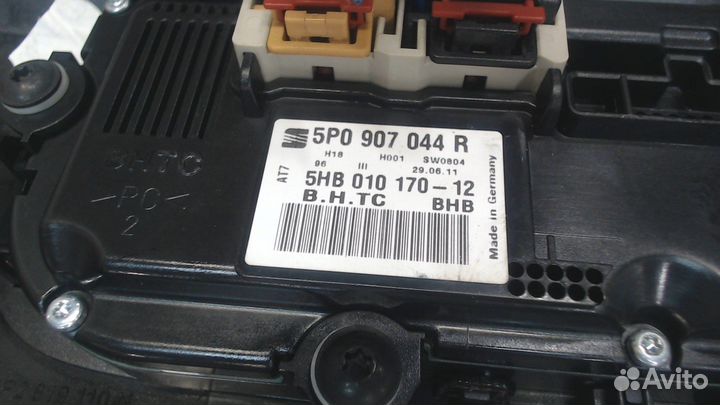 5P0 907 044 R
H18 H001 SW0804
96 III 29.06.11
AT7
5HB 010 170-12
B.H.TC BHB
Made in Germany
BHTC
>PC<
2
Avito